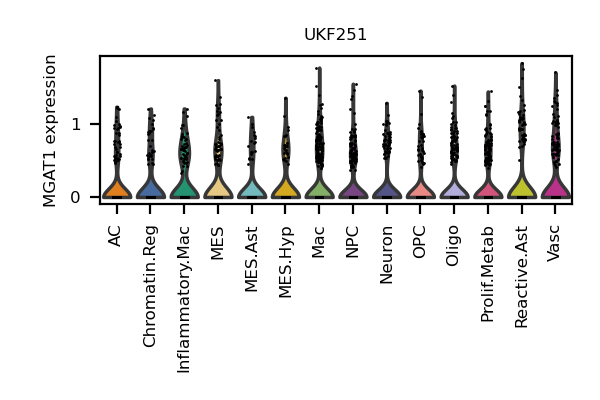 UKF251
MGAT1 expression
1
0
AC
Chromatin.Reg
Inflammatory.Mac
MES
MES.Ast
MES.Hyp
Mac
NPC
Neuron
OPC
Oligo
Prolif.Metab
Reactive.Ast
Vasc